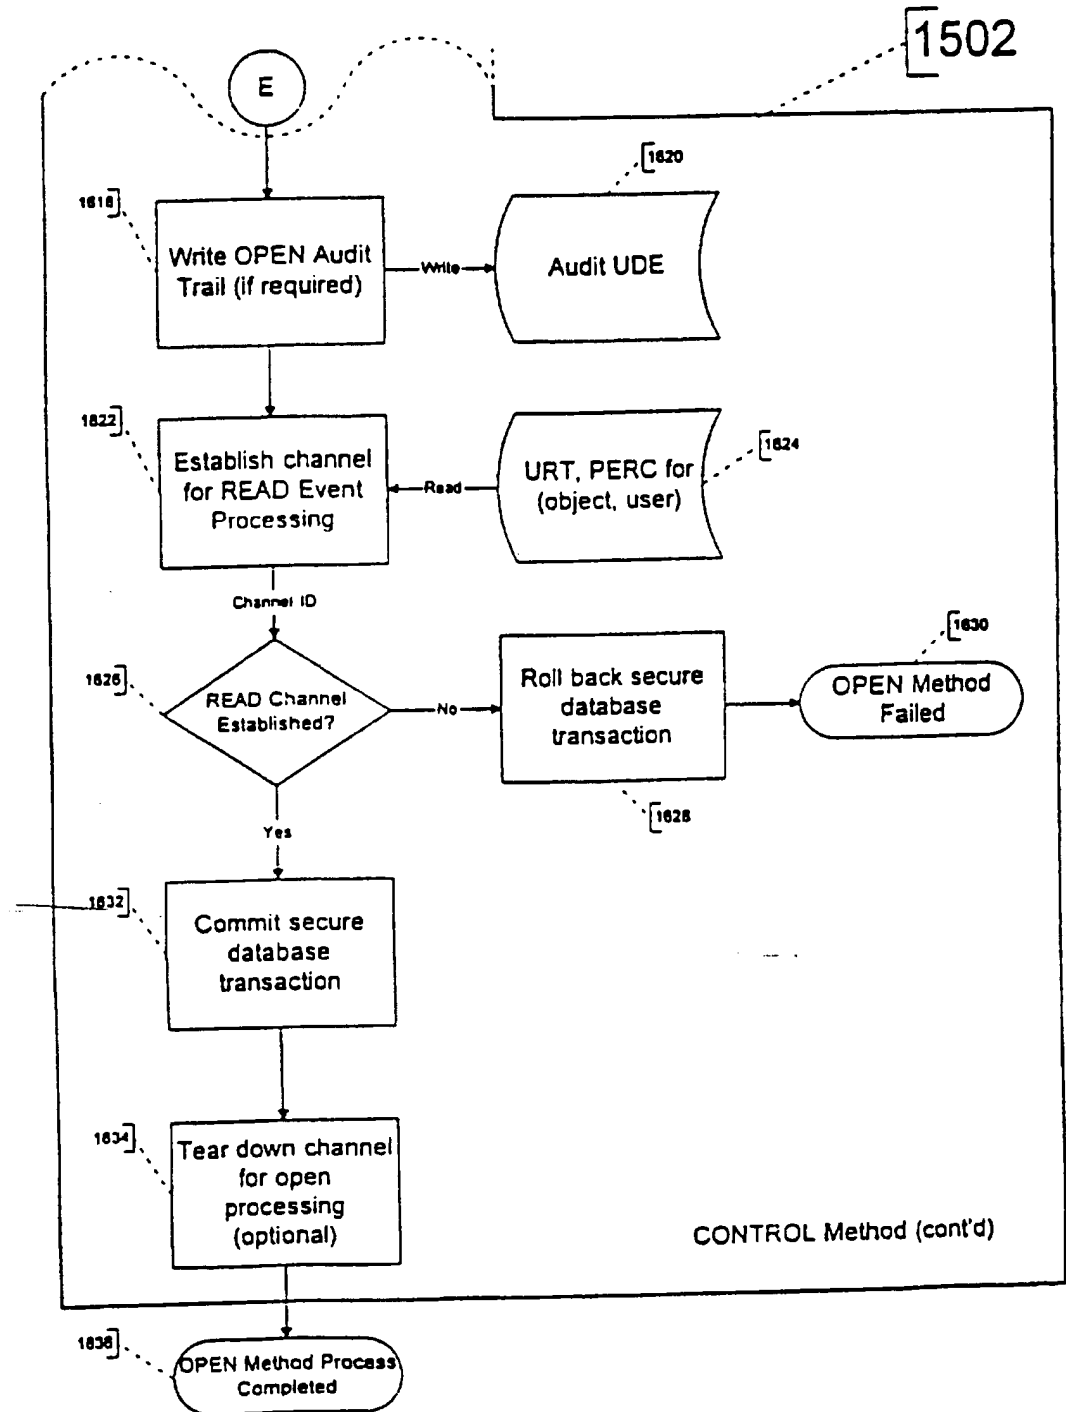 1502
E
1618
Write OPEN Audit
Trail (if required)
Write
1620
Audit UDE
1622
Establish channel
for READ Event
Processing
Read
1624
URT, PERC for
(object, user)
Channel ID
1626
READ Channel
Established?
No
Roll back secure
database
transaction
1628
1630
OPEN Method
Failed
Yes
1632
Commit secure
database
transaction
1634
Tear down channel
for open
processing
(optional)
CONTROL Method (cont'd)
1636
OPEN Method Process
Completed